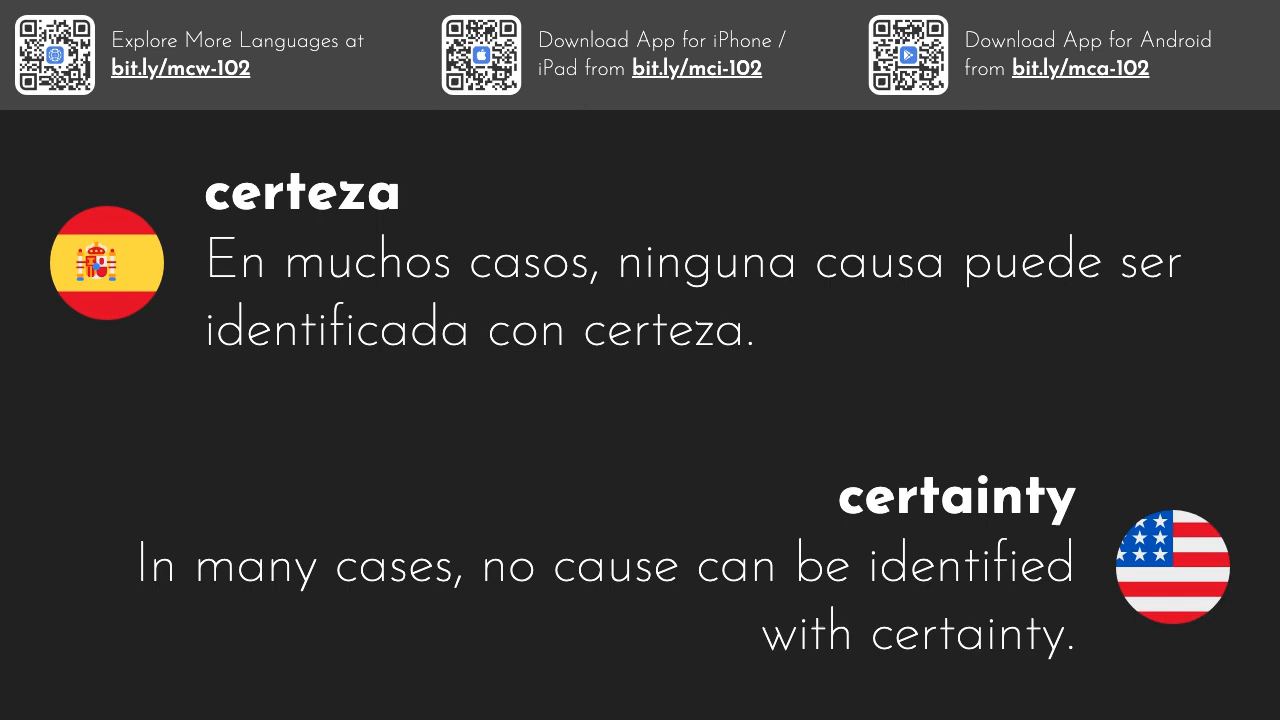 Explore More Languages at
bit.ly/mcw-102
Download App for iPhone /
iPad from bit.ly/mci-102
Download App for Android
from bit.ly/mca-102
certeza
En muchos casos, ninguna causa puede ser
identificada con certeza.
certainty
In many cases, no cause can be identified
with certainty.